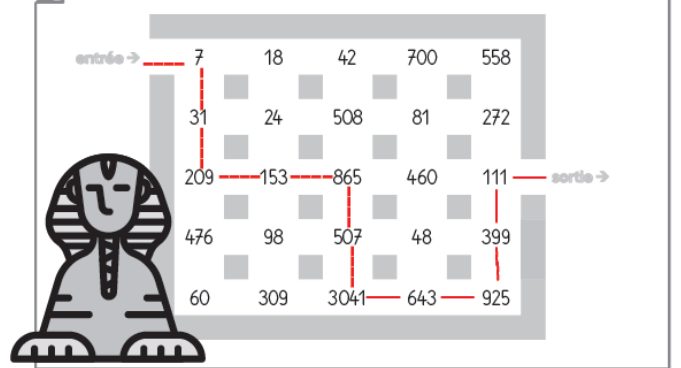 entrée → 7 18 42 700 558
31 24 508 81 272
209 153 865 460 111 sortie →
476 98 507 48 399
60 309 3041 643 925